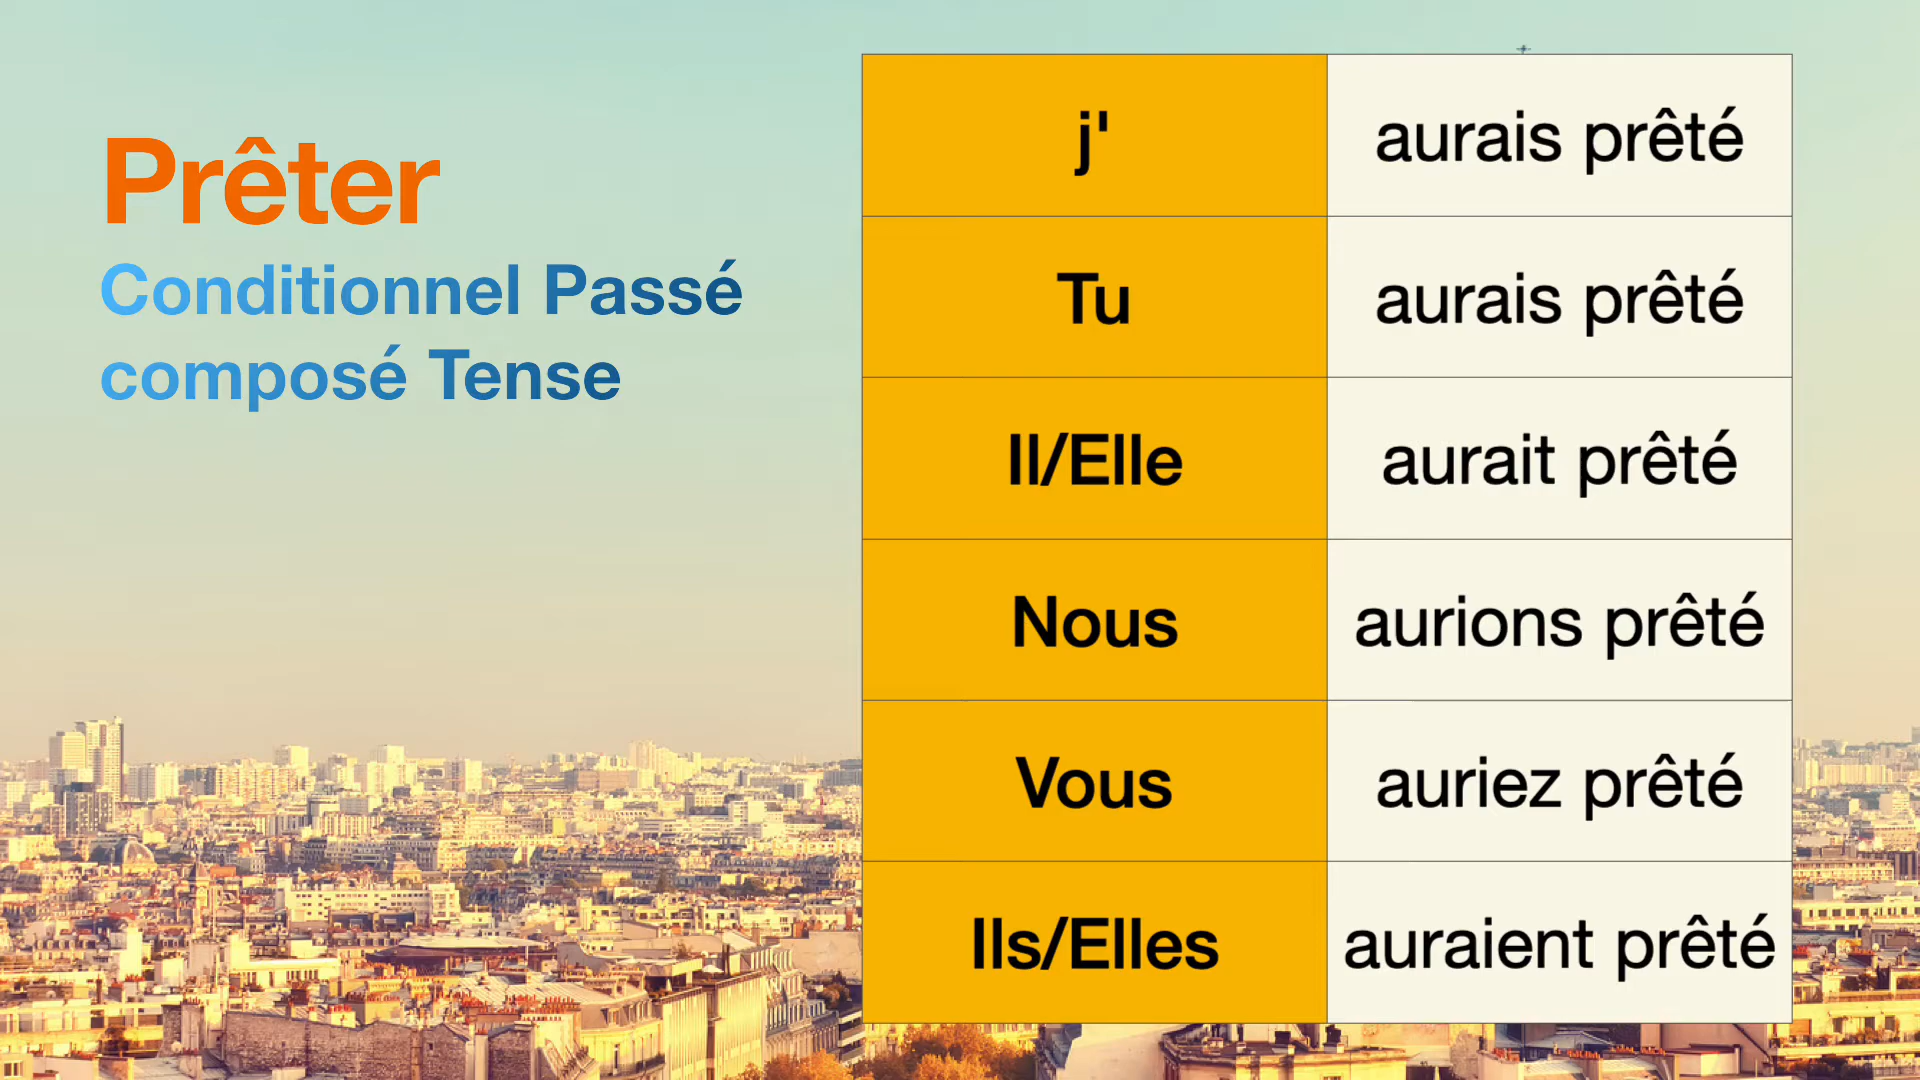 Prêter
Conditionnel Passé
composé Tense
j' aurais prêté
Tu aurais prêté
Il/Elle aurait prêté
Nous aurions prêté
Vous auriez prêté
Ils/Elles auraient prêté